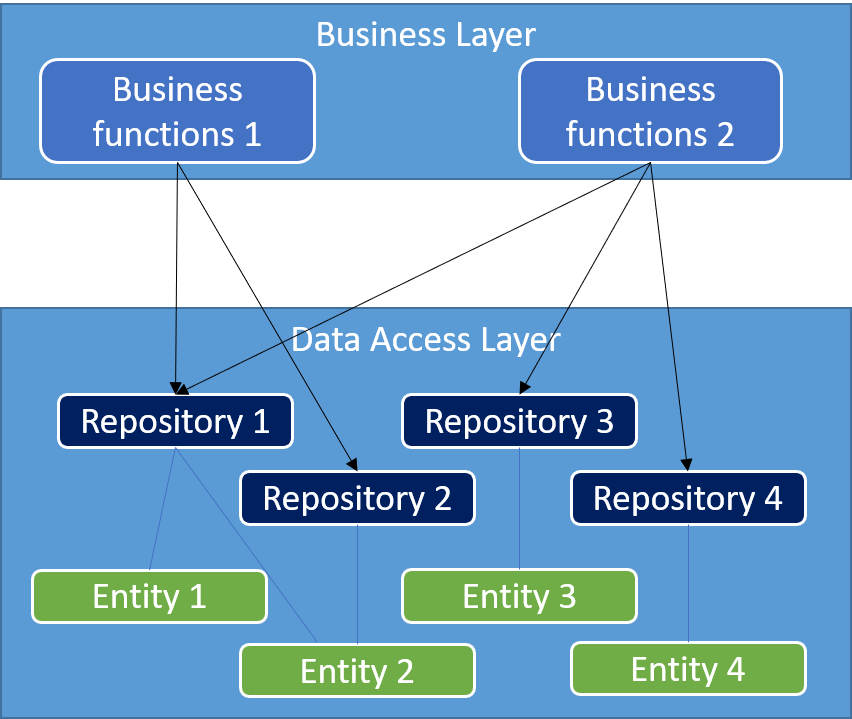 Business Layer
Business
functions 1
Business
functions 2
Data Access Layer
Repository 1
Repository 3
Repository 2
Repository 4
Entity 1
Entity 3
Entity 2
Entity 4